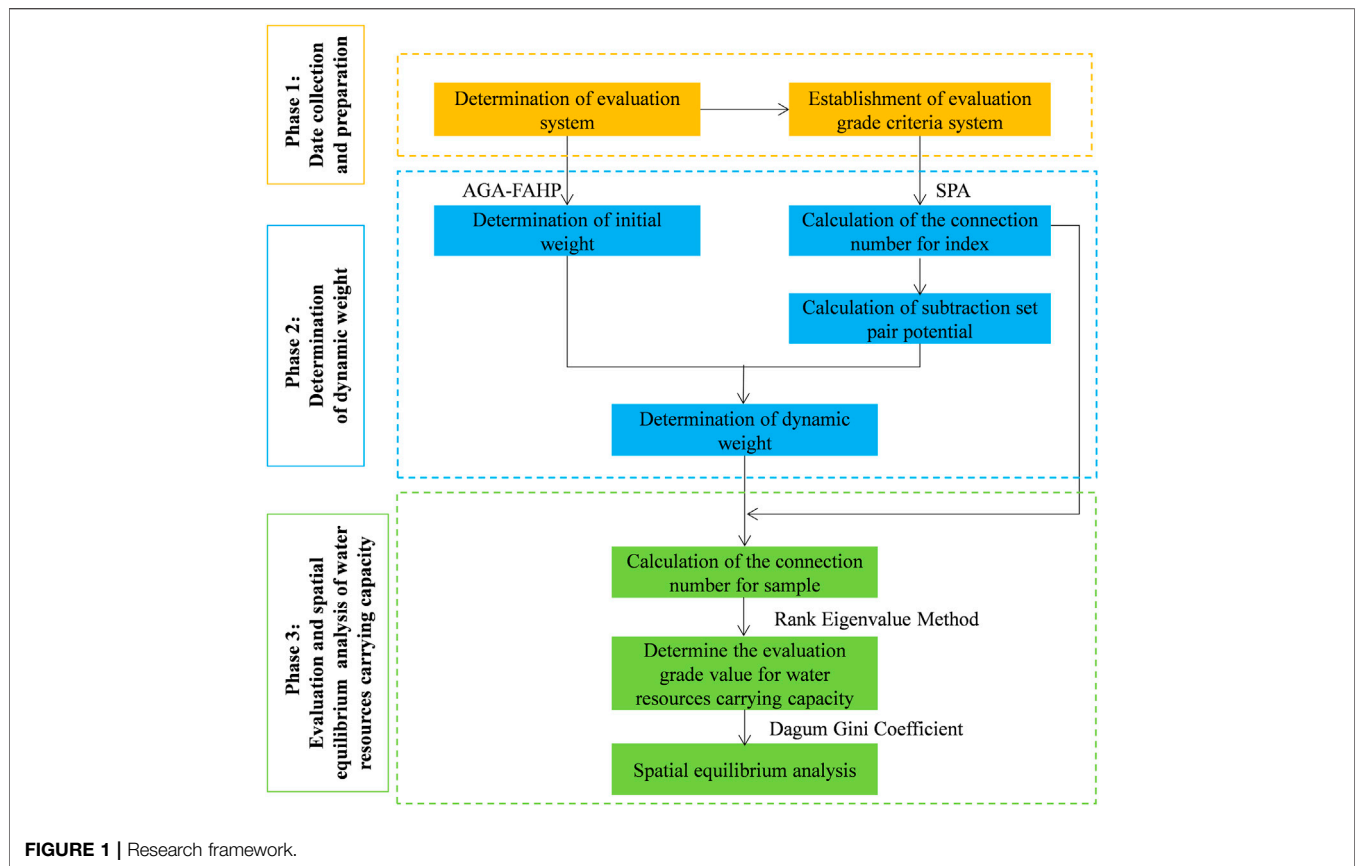 Phase 1:
Date collection
and preparation
Determination of evaluation
system
Establishment of evaluation
grade criteria system
Phase 2:
Determination
of dynamic weight
AGA-FAHP
SPA
Determination of initial
weight
Calculation of the connection
number for index
Calculation of subtraction set
pair potential
Determination of dynamic
weight
Phase 3:
Evaluation and spatial
equilibrium analysis of water
resources carrying capacity
Calculation of the connection
number for sample
Rank Eigenvalue Method
Determine the evaluation
grade value for water
resources carrying capacity
Dagum Gini Coefficient
Spatial equilibrium analysis
FIGURE 1 | Research framework.